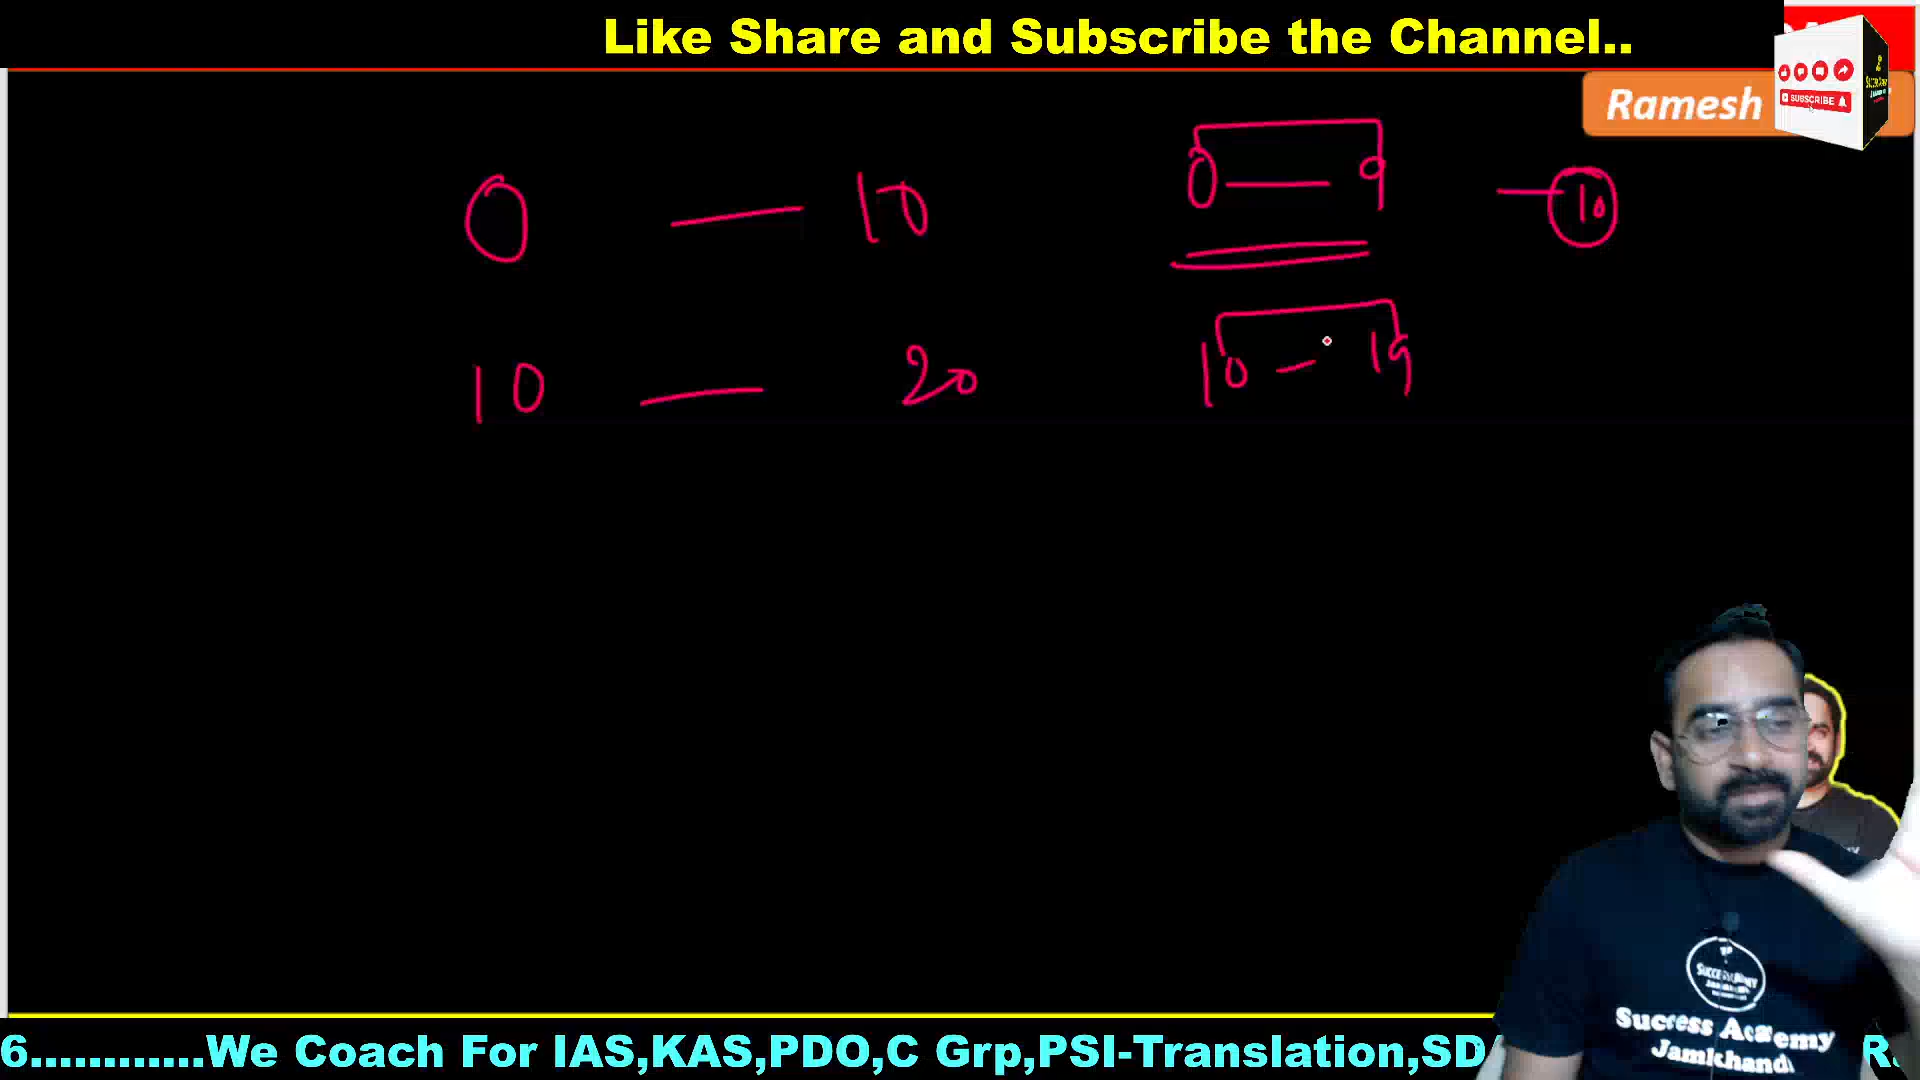 Like Share and Subscribe the Channel..
Ramesh
SUBSCRIBE
0 — 10
0 — 9
— 10
10 — 20
10 — 19
Success Academy
Jamkhandi
6............We Coach For IAS,KAS,PDO,C Grp,PSI-Translation,SD